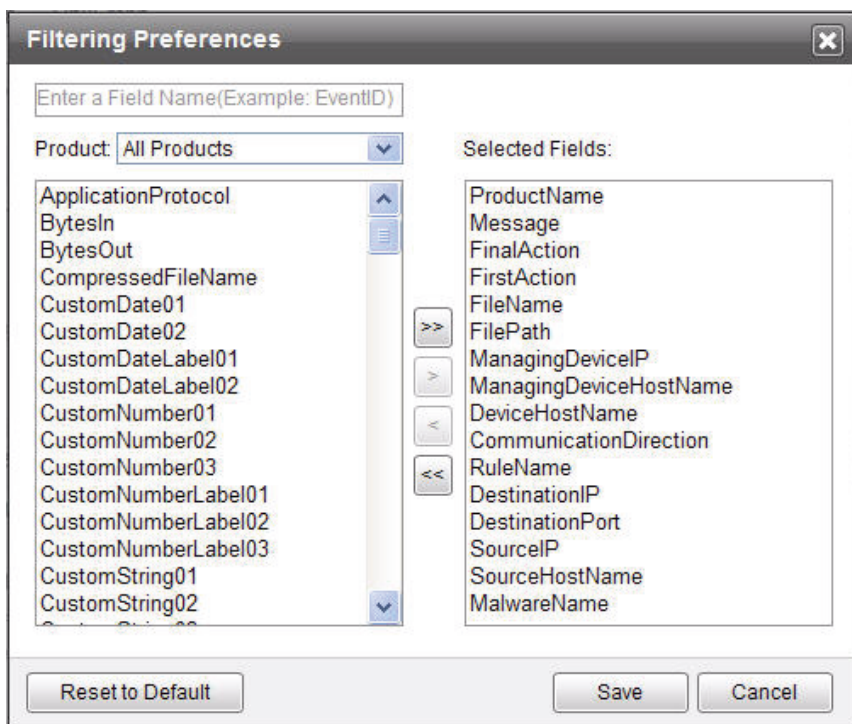 Filtering Preferences
Enter a Field Name(Example: EventID)
Product: All Products
ApplicationProtocol
BytesIn
BytesOut
CompressedFileName
CustomDate01
CustomDate02
CustomDateLabel01
CustomDateLabel02
CustomNumber01
CustomNumber02
CustomNumber03
CustomNumberLabel01
CustomNumberLabel02
CustomNumberLabel03
CustomString01
CustomString02
>>
>
<
<<
Selected Fields:
ProductName
Message
FinalAction
FirstAction
FileName
FilePath
ManagingDeviceIP
ManagingDeviceHostName
DeviceHostName
CommunicationDirection
RuleName
DestinationIP
DestinationPort
SourceIP
SourceHostName
MalwareName
Reset to Default
Save
Cancel